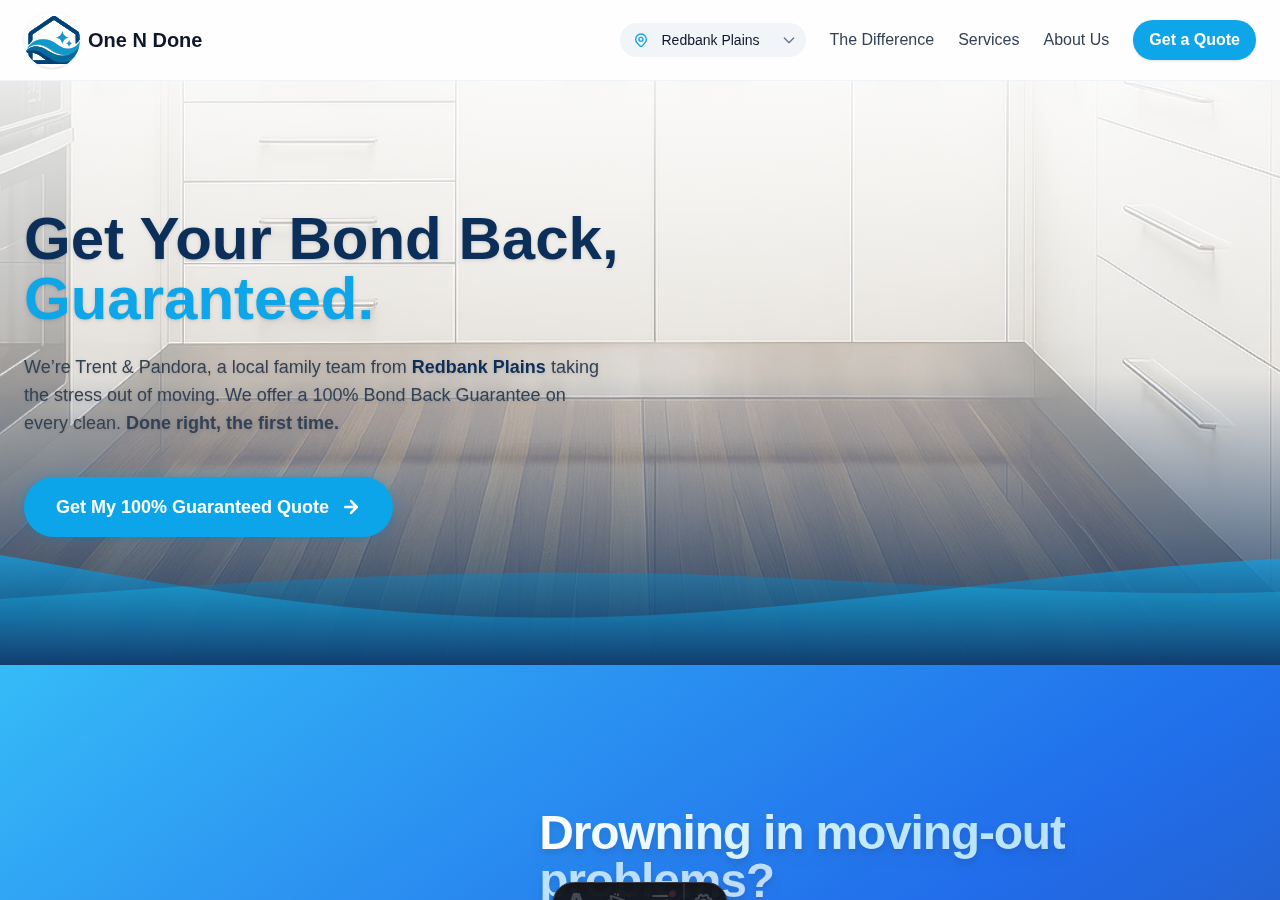 One N Done
Redbank Plains
The Difference
Services
About Us
Get a Quote
Get Your Bond Back,
Guaranteed.
We’re Trent & Pandora, a local family team from Redbank Plains taking
the stress out of moving. We offer a 100% Bond Back Guarantee on
every clean. Done right, the first time.
Get My 100% Guaranteed Quote
Drowning in moving-out
problems?